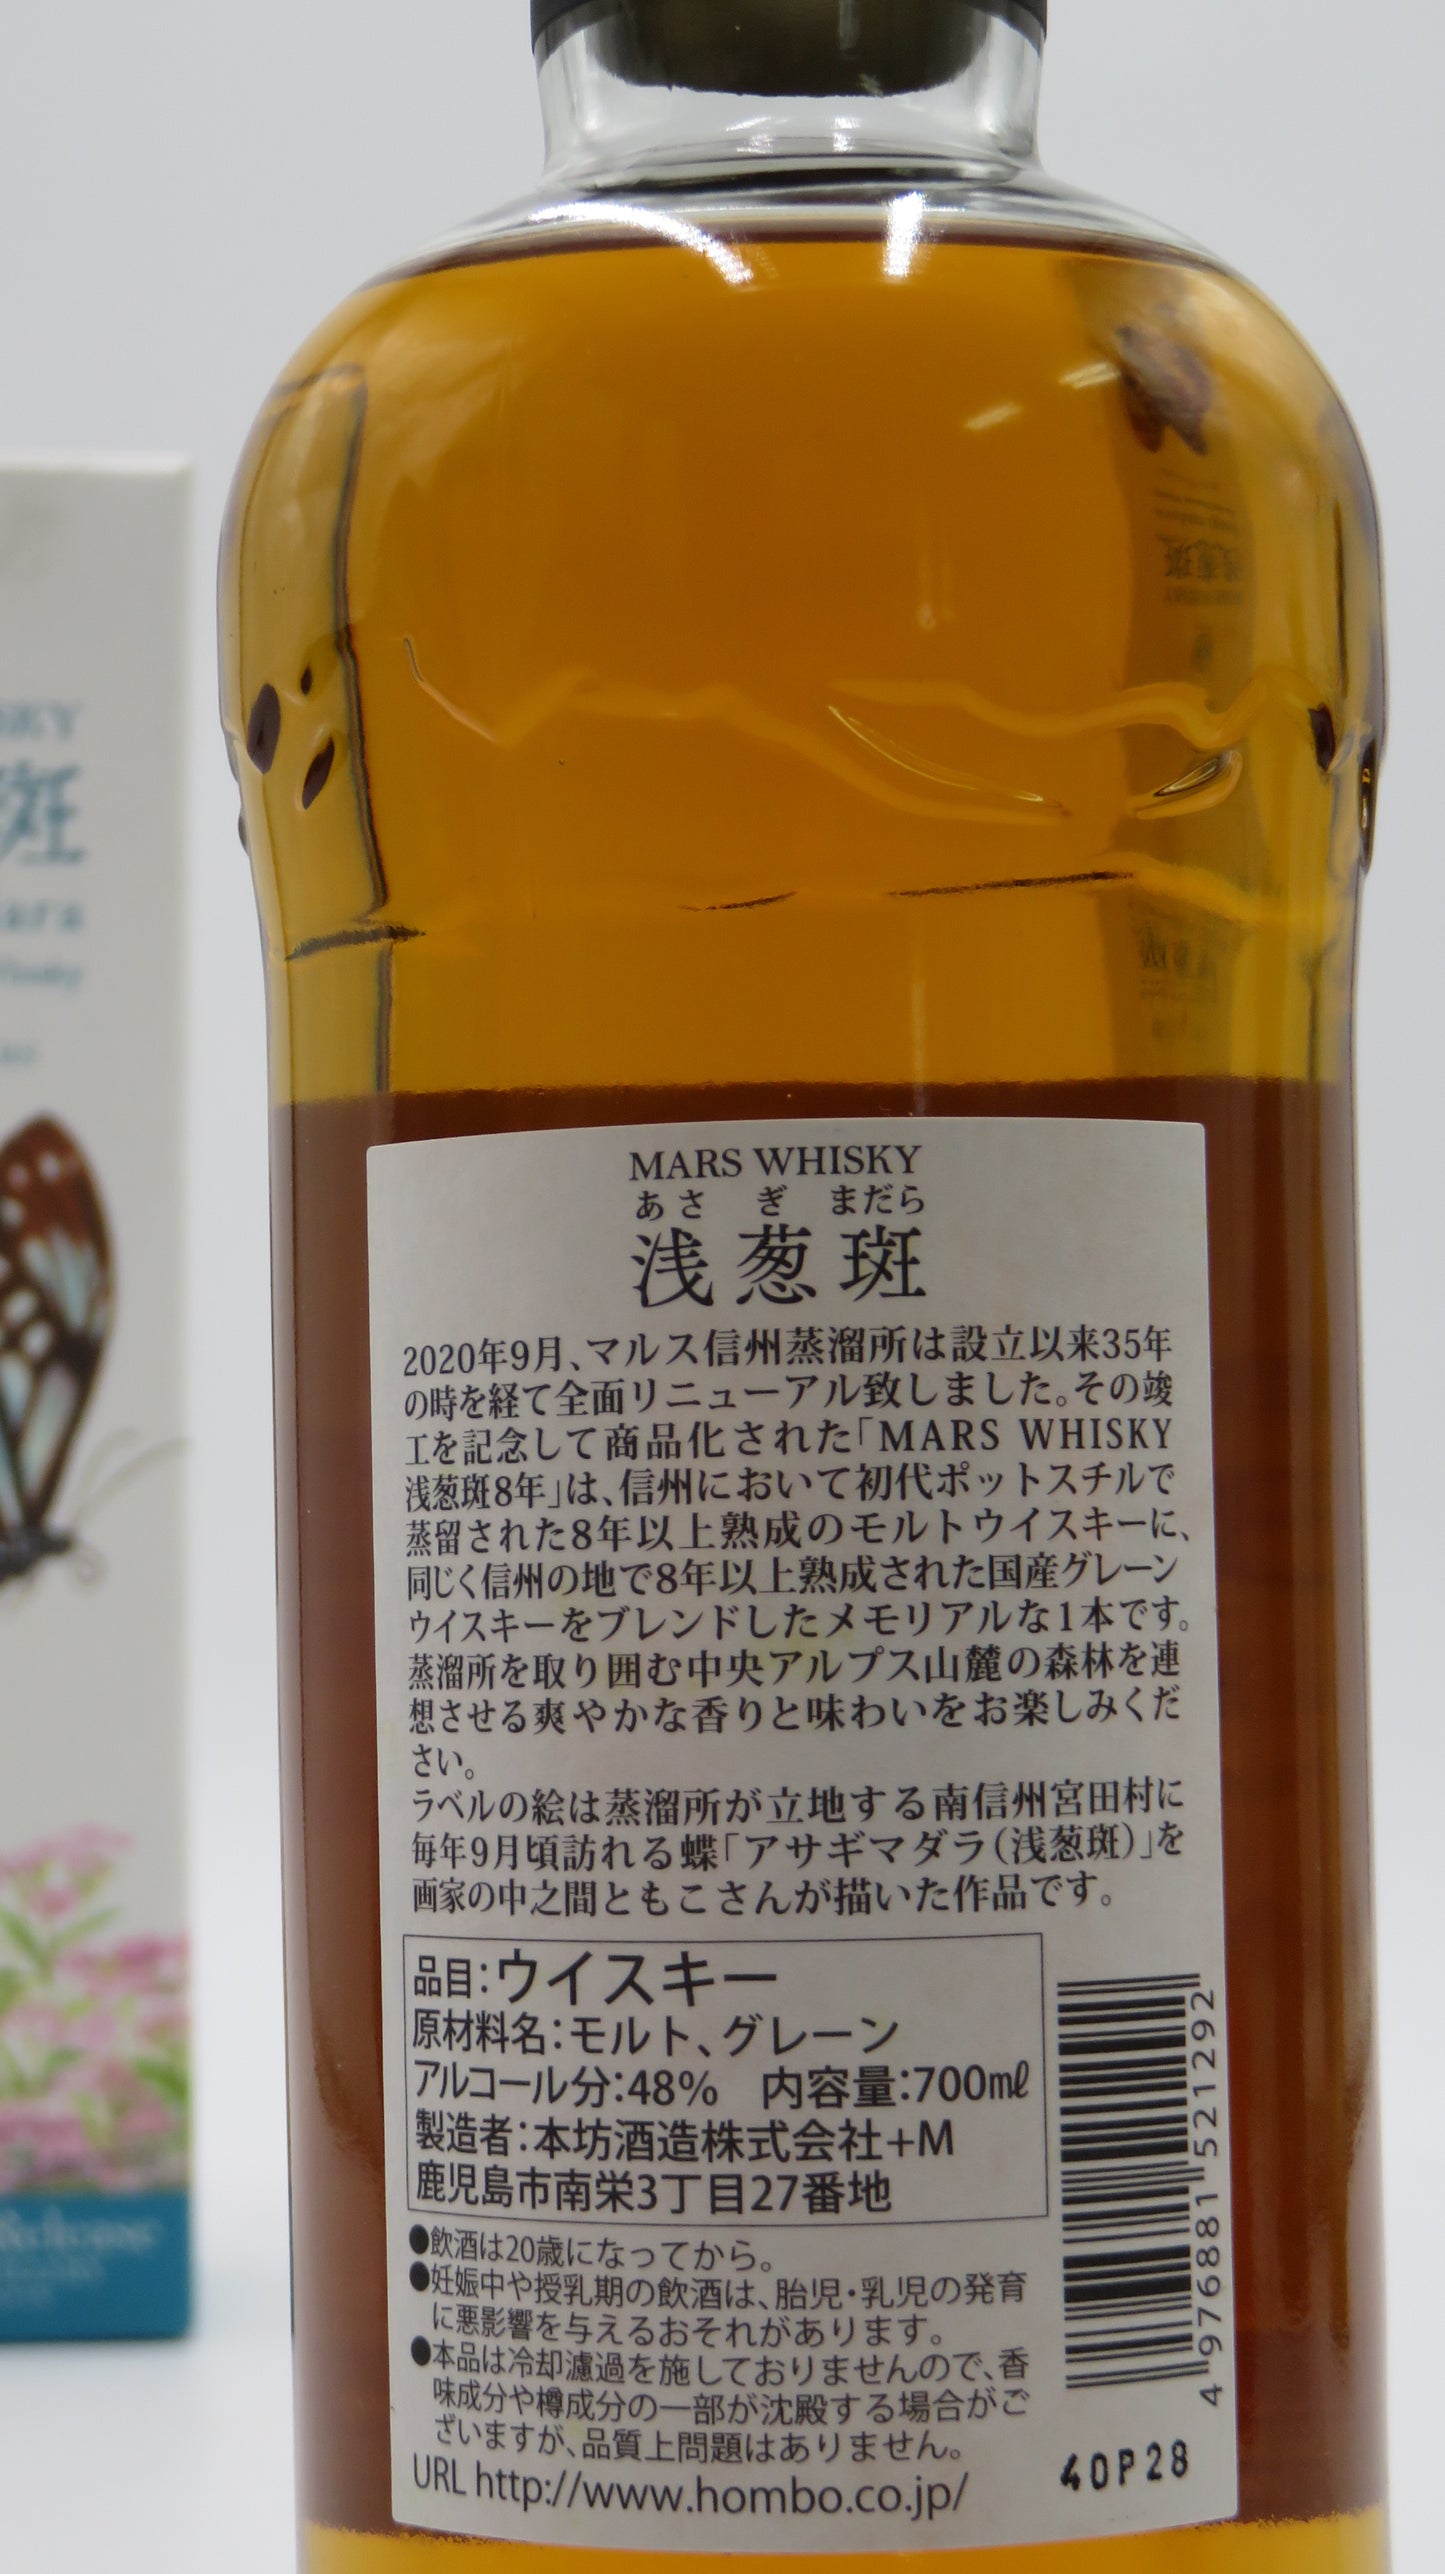 MARS WHISKY
あさ ぎ まだら
浅葱斑
2020年9月、マルス信州蒸溜所は設立以来35年
の時を経て全面リニューアル致しました。その竣
工を記念して商品化された「MARS WHISKY
浅葱斑8年」は、信州において初代ポットスチルで
蒸留された8年以上熟成のモルトウイスキーに、
同じく信州の地で8年以上熟成された国産グレーン
ウイスキーをブレンドしたメモリアルな1本です。
蒸溜所を取り囲む中央アルプス山麓の森林を連
想させる爽やかな香りと味わいをお楽しみくだ
さい。
ラベルの絵は蒸溜所が立地する南信州宮田村に
毎年9月頃訪れる蝶「アサギマダラ(浅葱斑)」を
画家の中之間ともこさんが描いた作品です。
品目:ウイスキー
原材料名:モルト、グレーン
アルコール分:48% 内容量:700mℓ
製造者:本坊酒造株式会社+M
鹿児島市南栄3丁目27番地
●飲酒は20歳になってから。
●妊娠中や授乳期の飲酒は、胎児・乳児の発育
に悪影響を与えるおそれがあります。
●本品は冷却濾過を施しておりませんので、香
味成分や樽成分の一部が沈殿する場合がご
ざいますが、品質上問題はありません。
URL http://www.hombo.co.jp/
4 976881 521292
40P28
SKY
斑
ara
Whisky
Release